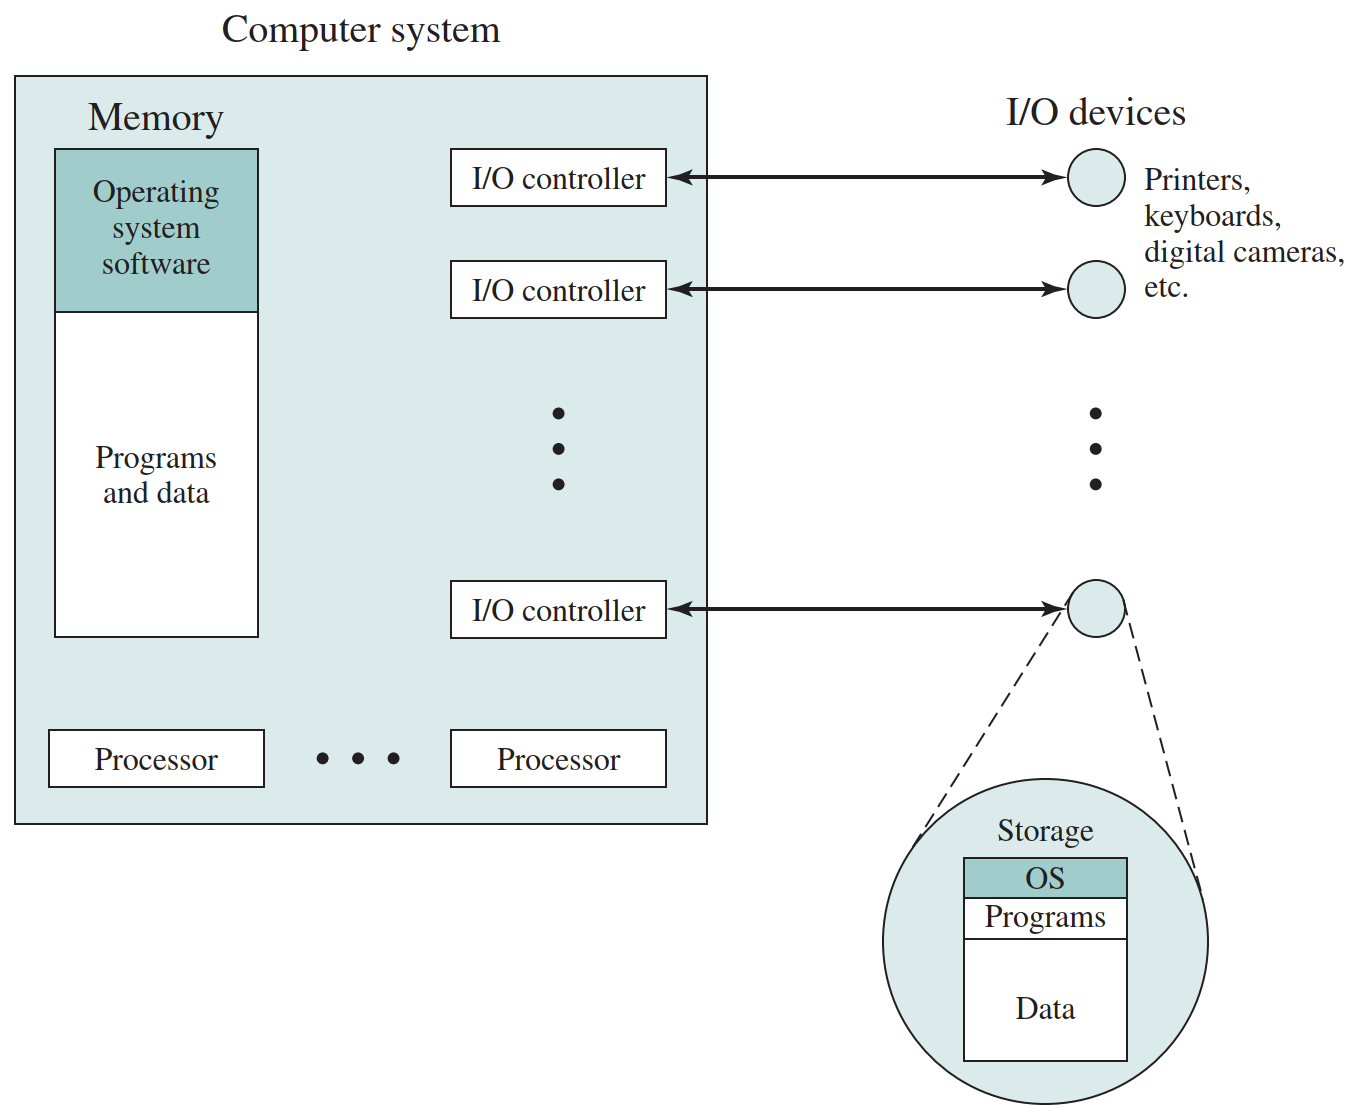 Computer system
Memory
Operating
system
software
Programs
and data
I/O controller
I/O controller
I/O controller
Processor
Processor
I/O devices
Printers,
keyboards,
digital cameras,
etc.
Storage
OS
Programs
Data